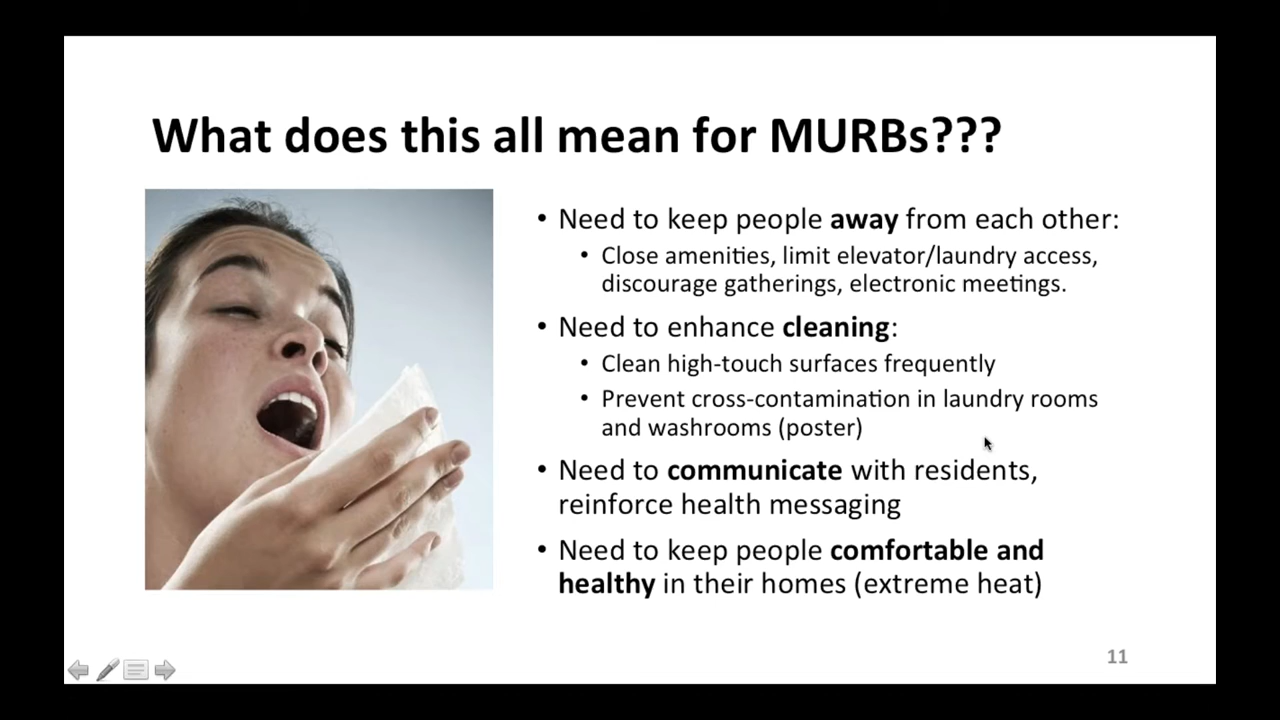 What does this all mean for MURBs???
• Need to keep people away from each other:
• Close amenities, limit elevator/laundry access,
discourage gatherings, electronic meetings.
• Need to enhance cleaning:
• Clean high-touch surfaces frequently
• Prevent cross-contamination in laundry rooms
and washrooms (poster)
• Need to communicate with residents,
reinforce health messaging
• Need to keep people comfortable and
healthy in their homes (extreme heat)
11